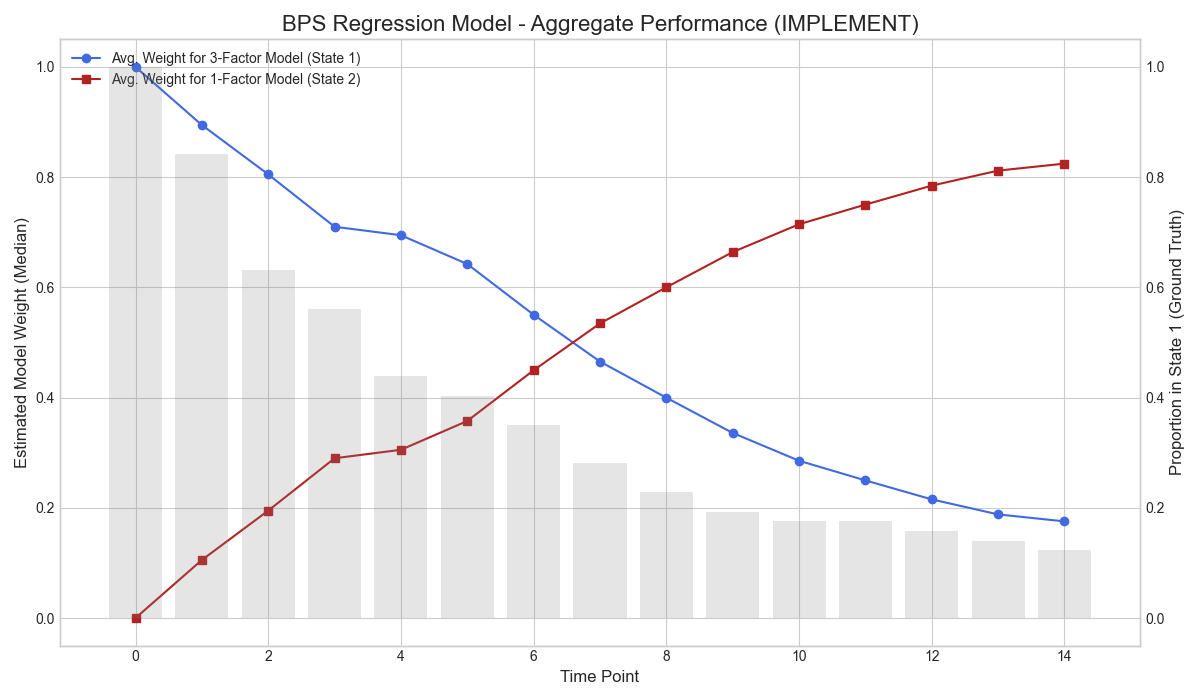 BPS Regression Model - Aggregate Performance (IMPLEMENT)
Avg. Weight for 3-Factor Model (State 1)
Avg. Weight for 1-Factor Model (State 2)
Estimated Model Weight (Median)
1.0
0.8
0.6
0.4
0.2
0.0
1.0
0.8
0.6
0.4
0.2
0.0
Proportion in State 1 (Ground Truth)
0 2 4 6 8 10 12 14
Time Point